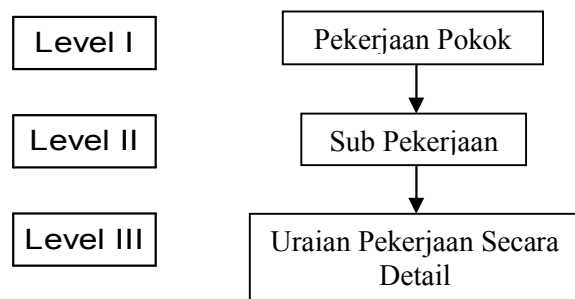 Level I
Pekerjaan Pokok
Level II
Sub Pekerjaan
Level III
Uraian Pekerjaan Secara
Detail